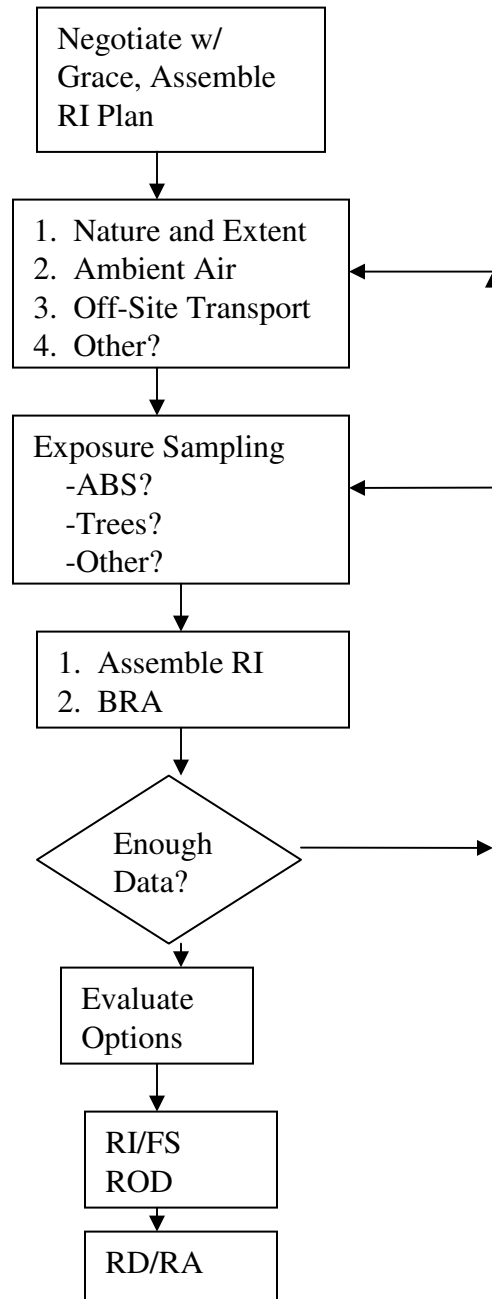 Negotiate w/
Grace, Assemble
RI Plan
1. Nature and Extent
2. Ambient Air
3. Off-Site Transport
4. Other?
Exposure Sampling
-ABS?
-Trees?
-Other?
1. Assemble RI
2. BRA
Enough
Data?
Evaluate
Options
RI/FS
ROD
RD/RA